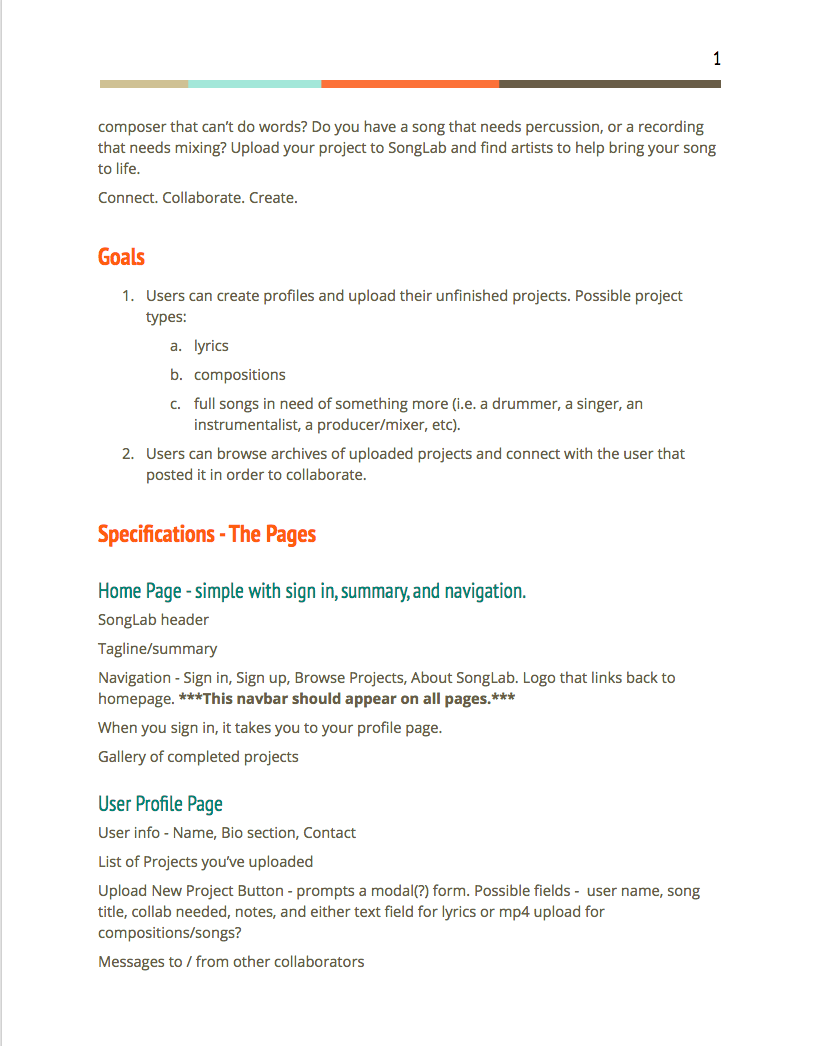 1
composer that can’t do words? Do you have a song that needs percussion, or a recording
that needs mixing? Upload your project to SongLab and find artists to help bring your song
to life.
Connect. Collaborate. Create.
Goals
1. Users can create profiles and upload their unfinished projects. Possible project
types:
a. lyrics
b. compositions
c. full songs in need of something more (i.e. a drummer, a singer, an
instrumentalist, a producer/mixer, etc).
2. Users can browse archives of uploaded projects and connect with the user that
posted it in order to collaborate.
Specifications - The Pages
Home Page - simple with sign in, summary, and navigation.
SongLab header
Tagline/summary
Navigation - Sign in, Sign up, Browse Projects, About SongLab. Logo that links back to
homepage. ***This navbar should appear on all pages.***
When you sign in, it takes you to your profile page.
Gallery of completed projects
User Profile Page
User info - Name, Bio section, Contact
List of Projects you’ve uploaded
Upload New Project Button - prompts a modal(?) form. Possible fields -  user name, song
title, collab needed, notes, and either text field for lyrics or mp4 upload for
compositions/songs?
Messages to / from other collaborators